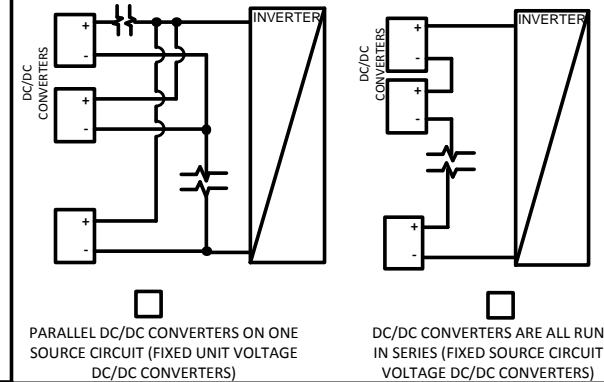 DC/DC
CONVERTERS
+
-
+
-
+
-
INVERTER
PARALLEL DC/DC CONVERTERS ON ONE
SOURCE CIRCUIT (FIXED UNIT VOLTAGE
DC/DC CONVERTERS)
DC/DC
CONVERTERS
+
-
+
-
+
-
INVERTER
DC/DC CONVERTERS ARE ALL RUN
IN SERIES (FIXED SOURCE CIRCUIT
VOLTAGE DC/DC CONVERTERS)